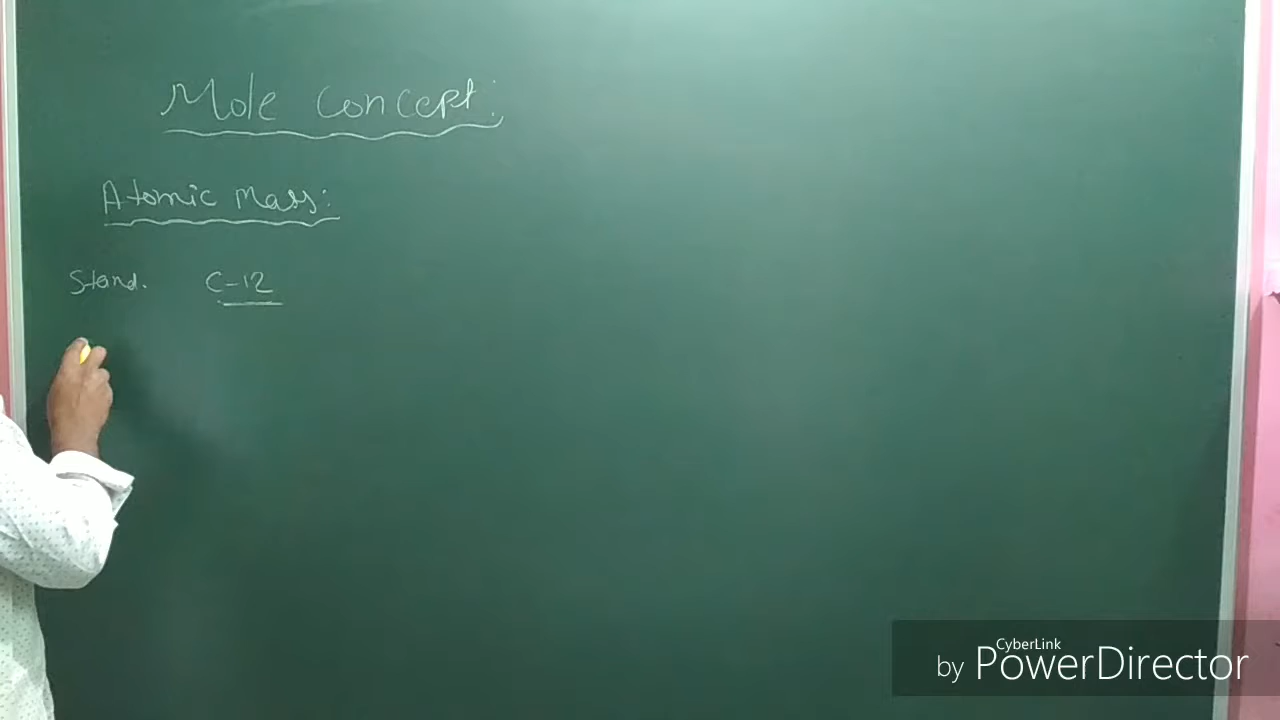 Mole Concept:
Atomic Mass:
Stand. C-12
CyberLink
by PowerDirector